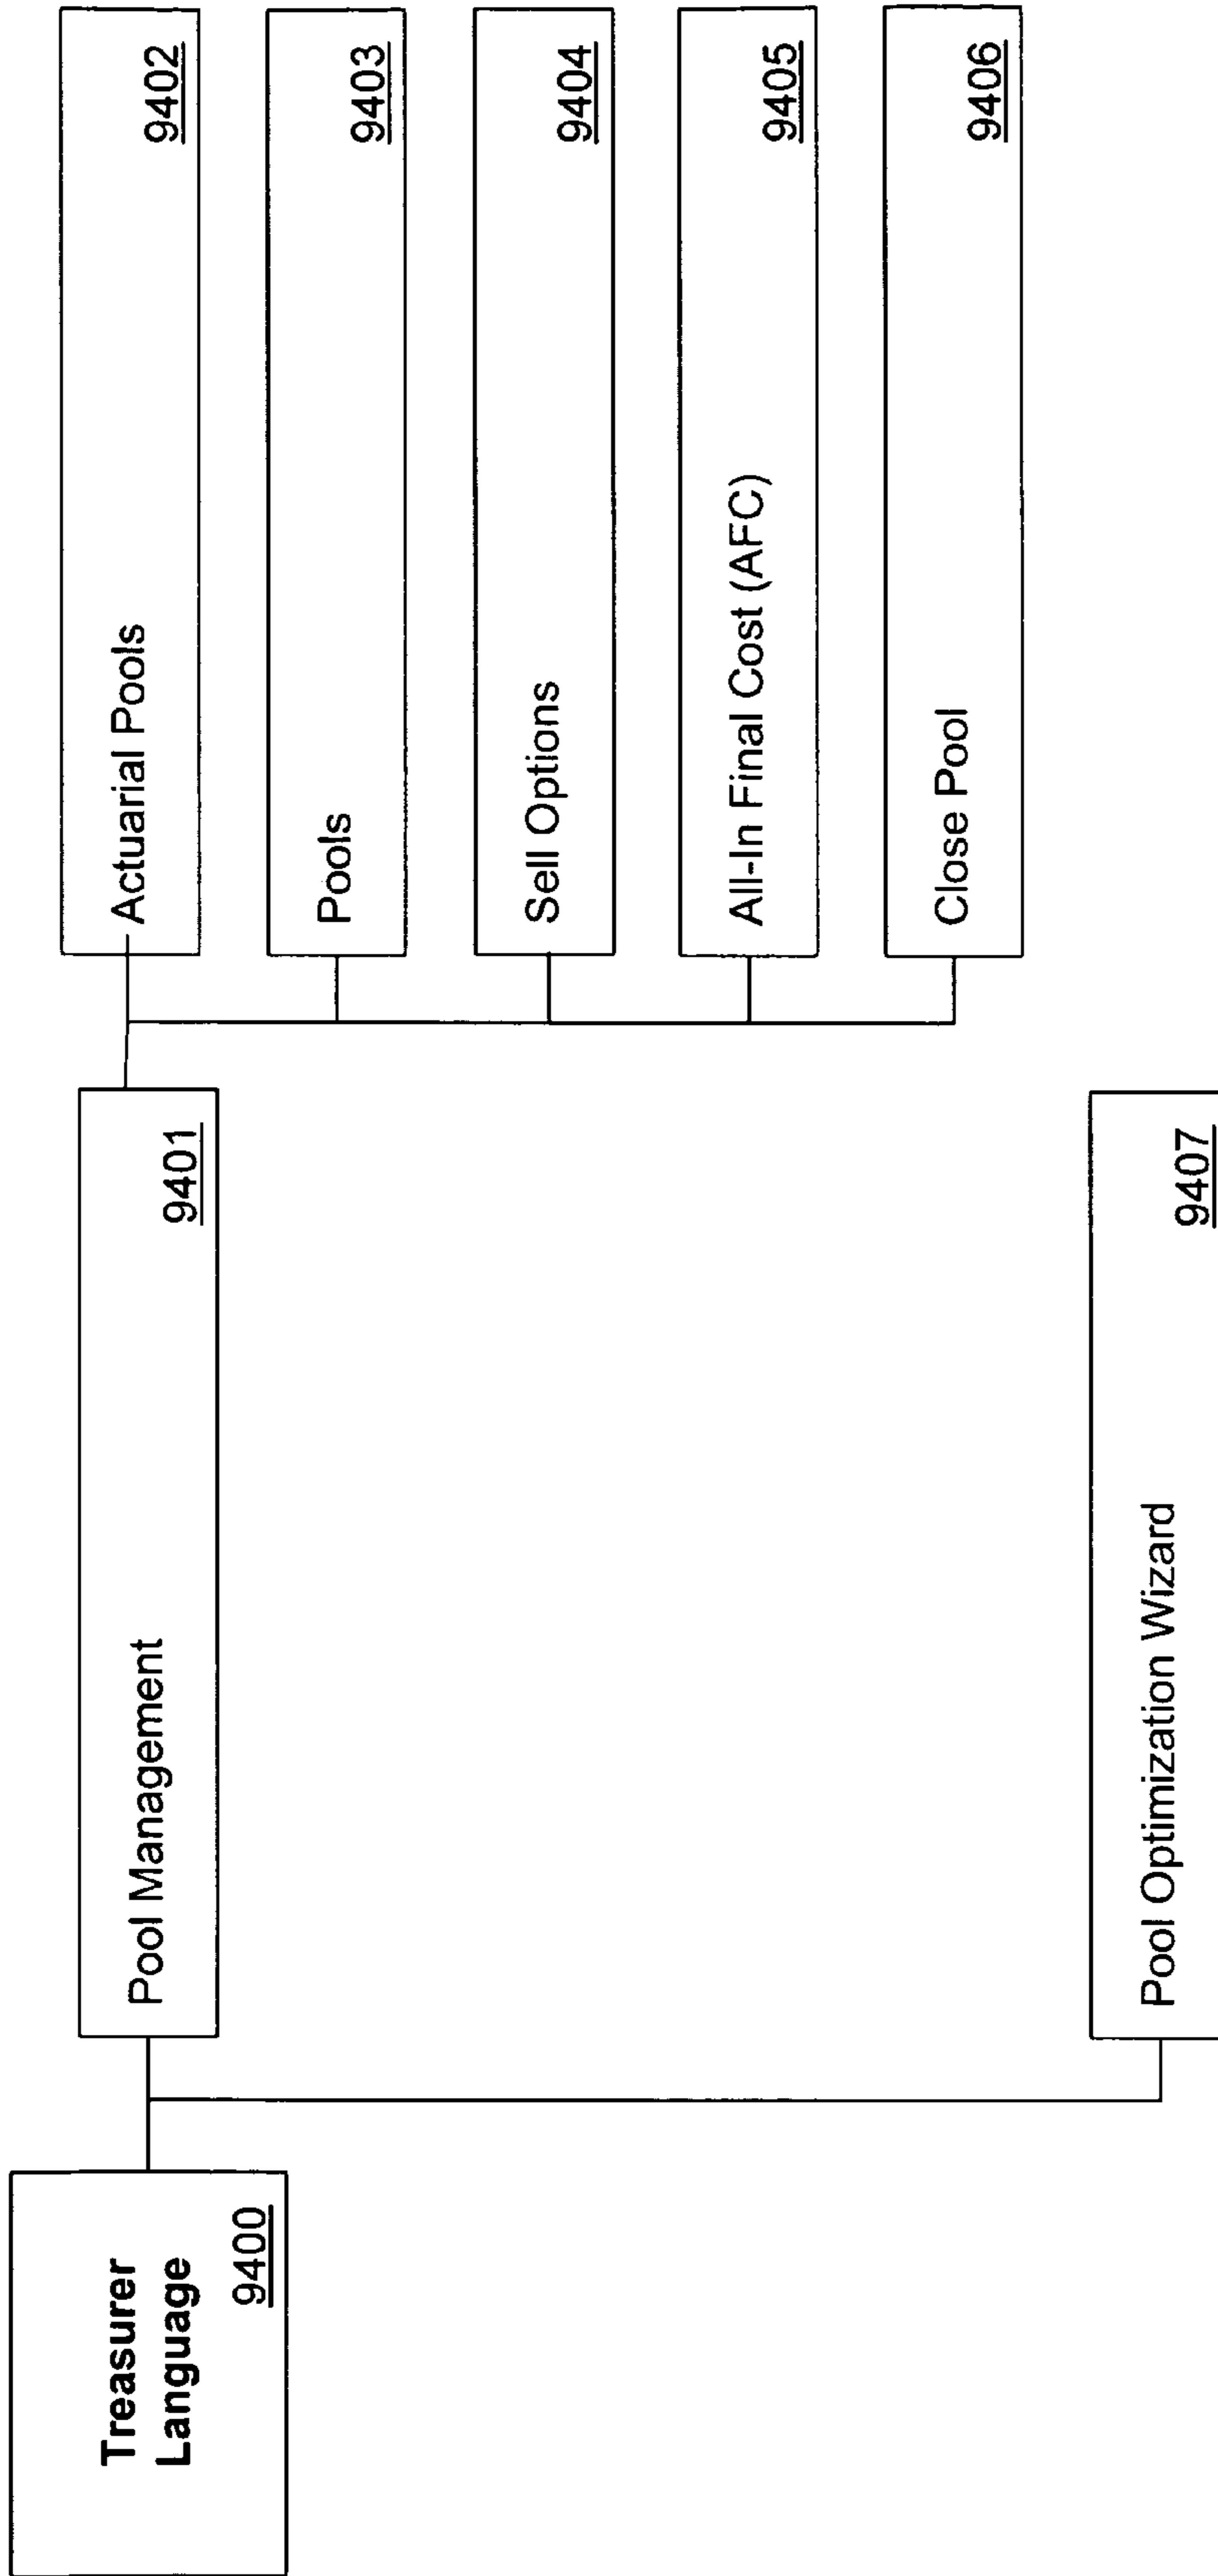 Treasurer
Language
9400
Pool Management
9401
Actuarial Pools
9402
Pools
9403
Sell Options
9404
All-In Final Cost (AFC)
9405
Close Pool
9406
Pool Optimization Wizard
9407